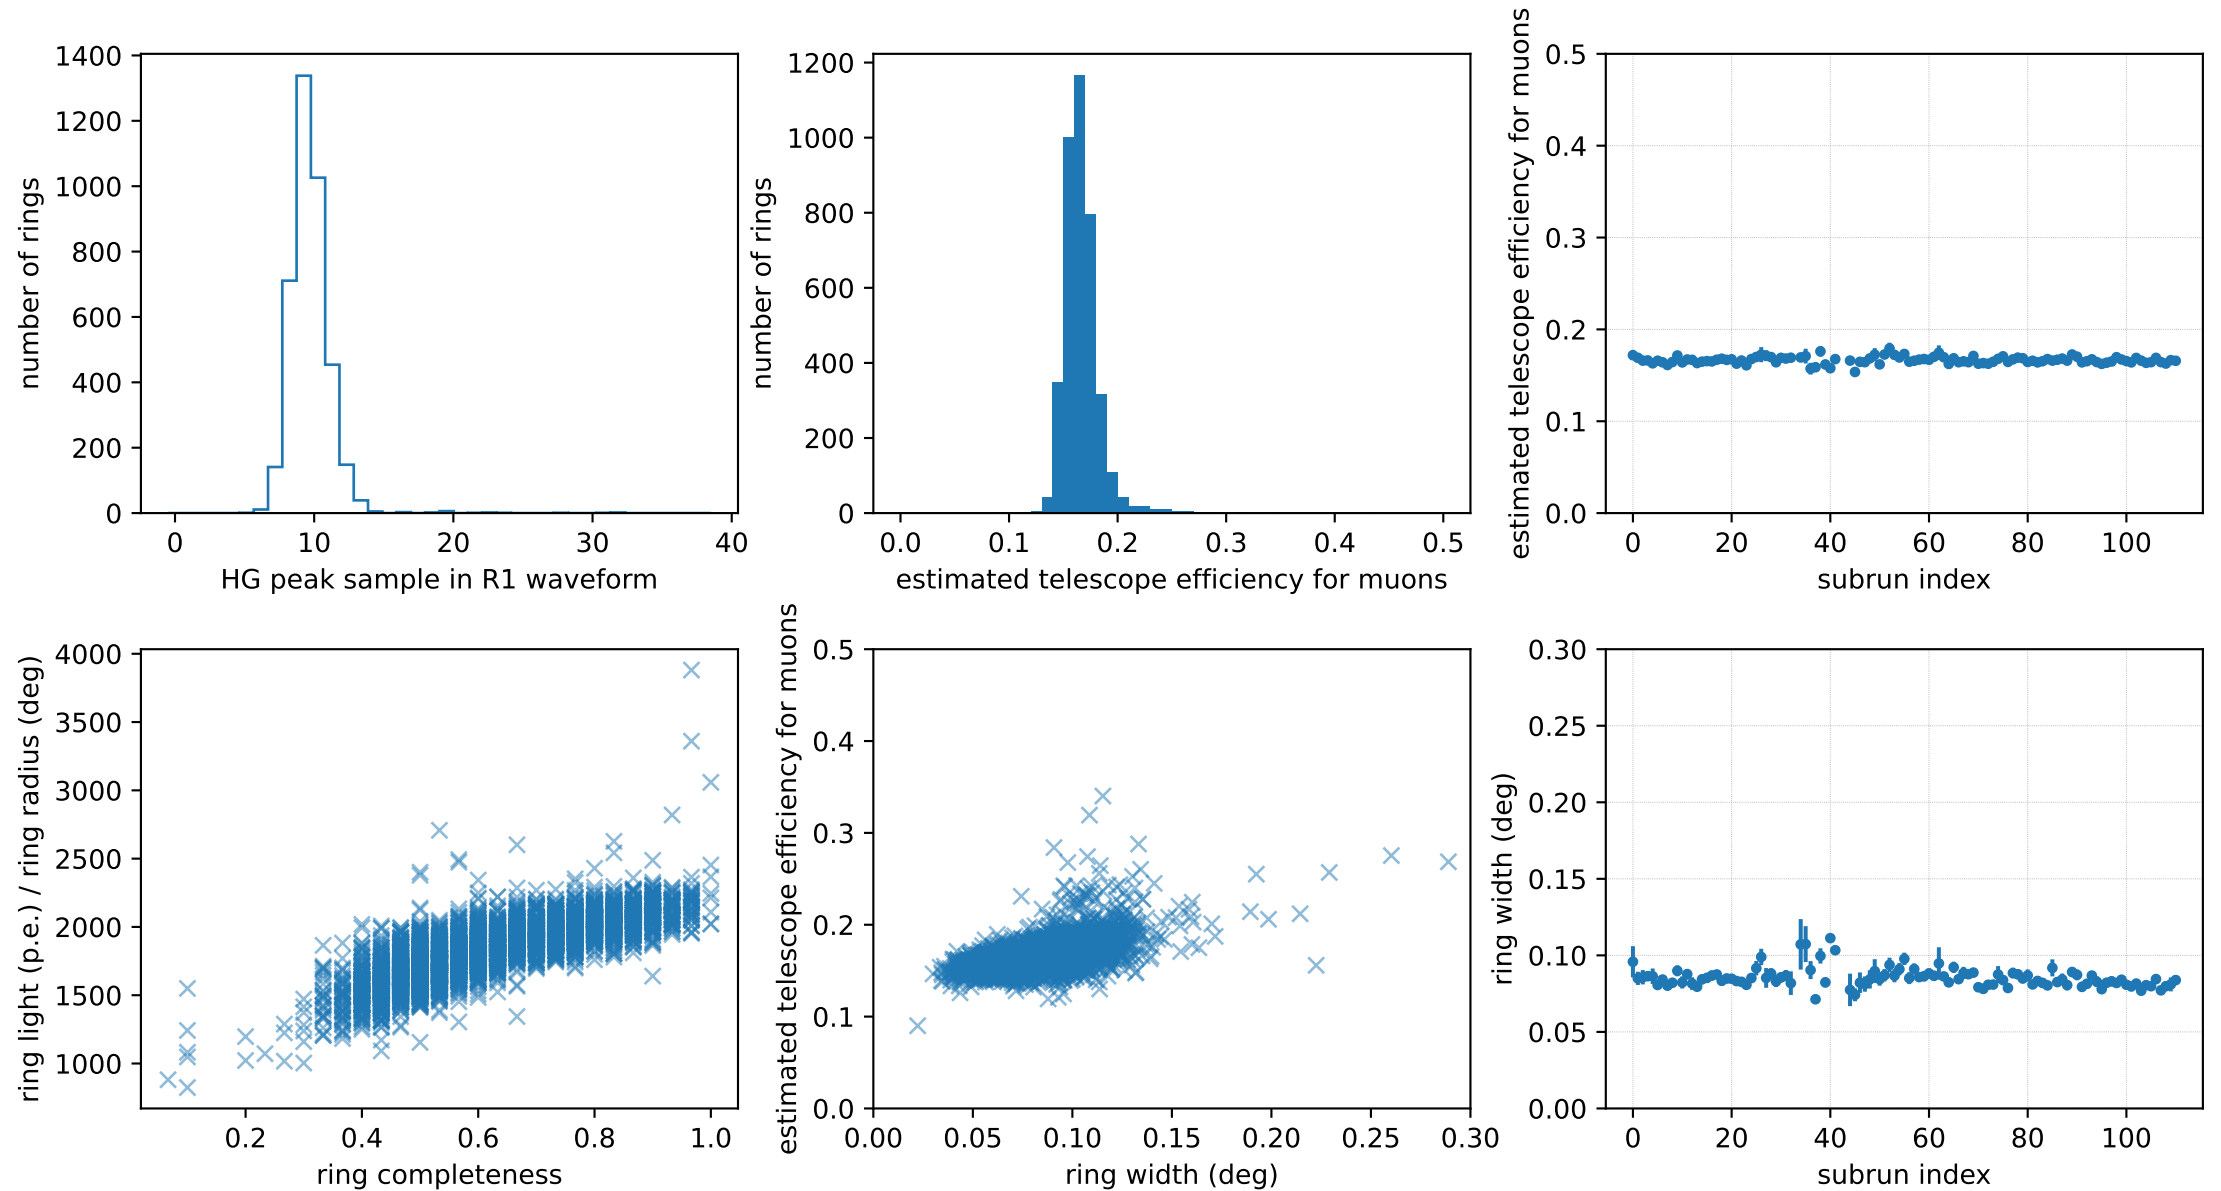 number of rings
1400
1200
1000
800
600
400
200
0
0 10 20 30 40
HG peak sample in R1 waveform
number of rings
1200
1000
800
600
400
200
0
0.0 0.1 0.2 0.3 0.4 0.5
estimated telescope efficiency for muons
estimated telescope efficiency for muons
0.5
0.4
0.3
0.2
0.1
0.0
0 20 40 60 80 100
subrun index
ring light (p.e.) / ring radius (deg)
4000
3500
3000
2500
2000
1500
1000
0.2 0.4 0.6 0.8 1.0
ring completeness
estimated telescope efficiency for muons
0.5
0.4
0.3
0.2
0.1
0.0
0.00 0.05 0.10 0.15 0.20 0.25 0.30
ring width (deg)
ring width (deg)
0.30
0.25
0.20
0.15
0.10
0.05
0.00
0 20 40 60 80 100
subrun index